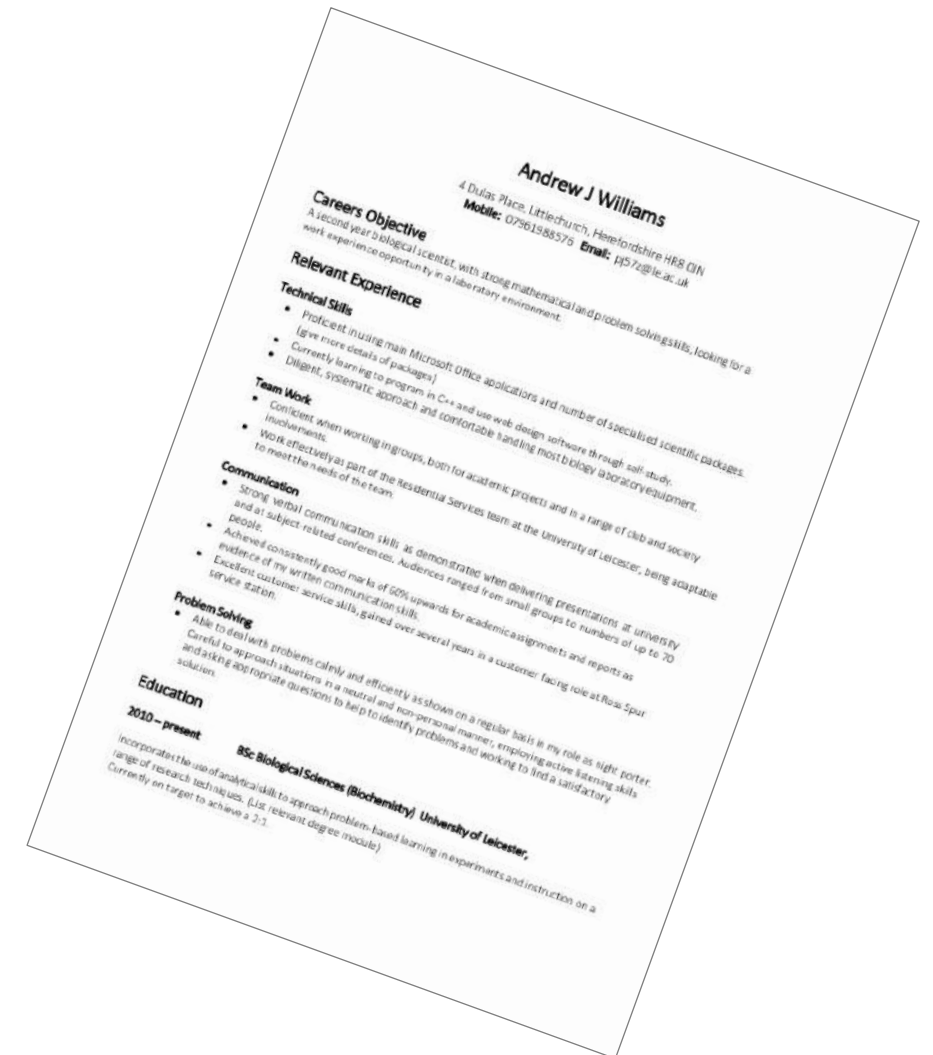 Andrew J Williams
4 Dulas Place, Littlechurch, Herefordshire HR8 0IN
Mobile: 07961988576 Email: pj57z@le.ac.uk
Careers Objective
A second year biological scientist, with strong mathematical and problem solving skills, looking for a
work experience opportunity in a laboratory environment.
Relevant Experience
Technical Skills
• Proficient in using main Microsoft Office applications and number of specialised scientific packages.
(give more details of packages)
• Currently learning to program in C++ and use web design software through self-study.
• Diligent, systematic approach and comfortable handling most biology laboratory equipment.
Team Work
• Confident when working in groups, both for academic projects and in a range of club and society
involvements.
• Work effectively as part of the Residential Services team at the University of Leicester, being adaptable
to meet the needs of the team.
Communication
• Strong verbal communication skills as demonstrated when delivering presentations at university
and at subject-related conferences. Audiences ranged from small groups to numbers of up to 70
people.
• Achieved consistently good marks of 60% upwards for academic assignments and reports as
evidence of my written communication skills.
• Excellent customer service skills, gained over several years in a customer facing role at Ross Spur
service station.
Problem Solving
• Able to deal with problems calmly and efficiently as shown on a regular basis in my role as night porter.
Careful to approach situations in a neutral and non-personal manner, employing active listening skills
and asking appropriate questions to help to identify problems and working to find a satisfactory
solution.
Education
2010 – present BSc Biological Sciences (Biochemistry) University of Leicester,
Incorporates the use of analytical skill to approach problem-based learning in experiments and instruction on a
range of research techniques. (List relevant degree module)
Currently on target to achieve a 2:1.